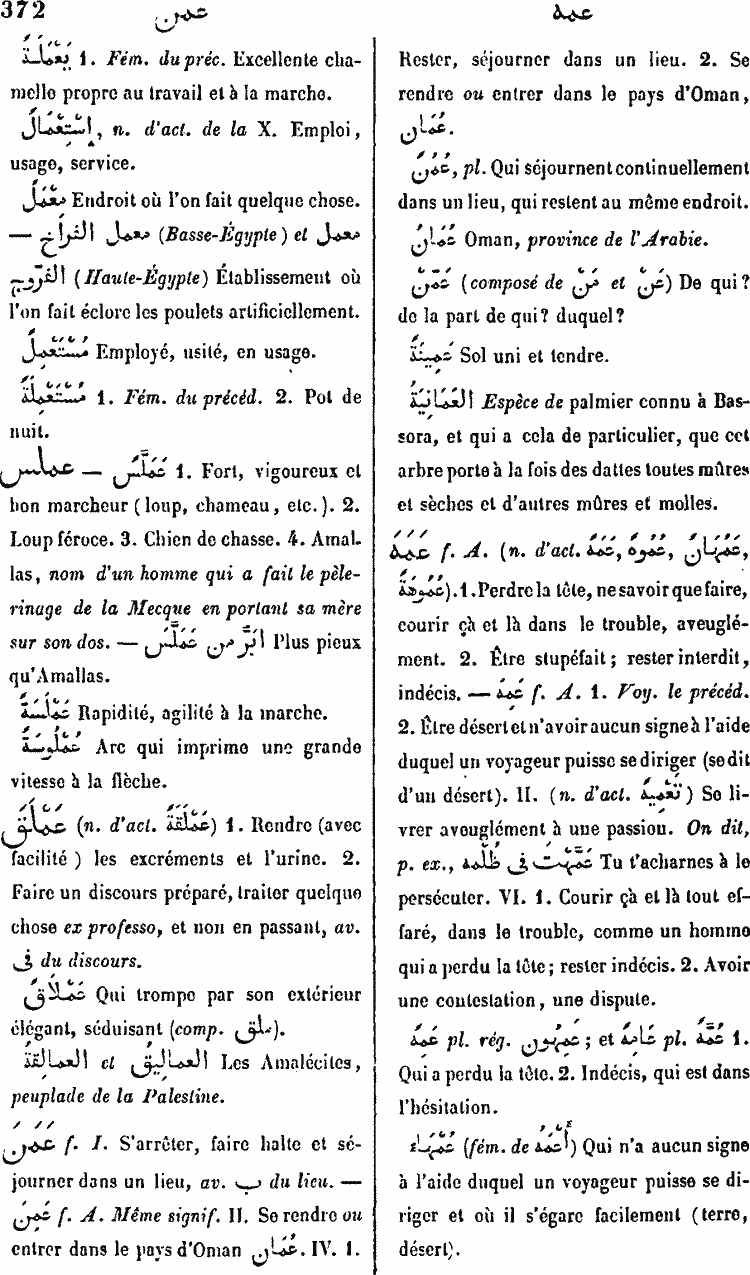 372 عمن عمه
يَعْمَلَةٌ 1. Fém. du préc. Excellente cha-
melle propre au travail et à la marche.
إِسْتِعْمَالٌ, n. d'act. de la X. Emploi,
usage, service.
مَعْمَلٌ Endroit où l'on fait quelque chose.
— معمل الفراخ (Basse-Égypte) et معمل
الفرّوج (Haute-Égypte) Établissement où
l'on fait éclore les poulets artificiellement.
مُسْتَعْمَلٌ Employé, usité, en usage.
مُسْتَعْمَلَةٌ 1. Fém. du précéd. 2. Pot de
nuit.
عملس — عَمَلَّسٌ 1. Fort, vigoureux et
bon marcheur (loup, chameau, etc.). 2.
Loup féroce. 3. Chien de chasse. 4. Amal-
las, nom d'un homme qui a fait le pèle-
rinage de la Mecque en portant sa mère
sur son dos. — ابَرّ من عَمَلَّس Plus pieux
qu'Amallas.
عَمْلَسَةٌ Rapidité, agilité à la marche.
عُمْلُوسَةٌ Arc qui imprime une grande
vitesse à la flèche.
عَمْلَقَ (n. d'act. عَمْلَقَةٌ) 1. Rendre (avec
facilité) les excréments et l'urine. 2.
Faire un discours préparé, traiter quelque
chose ex professo, et non en passant, av.
فى du discours.
عِمْلَاقٌ Qui trompe par son extérieur
élégant, séduisant (comp. ملق).
العمالقة et العماليق Les Amalécites,
peuplade de la Palestine.
عَمَنَ f. I. S'arrêter, faire halte et sé-
journer dans un lieu, av. ب du lieu. —
عَمِنَ f. A. Même signif. II. Se rendre ou
entrer dans le pays d'Oman عُمَان. IV. 1.
Rester, séjourner dans un lieu. 2. Se
rendre ou entrer dans le pays d'Oman,
عُمَان.
عُمُنٌ, pl. Qui séjournent continuellement
dans un lieu, qui restent au même endroit.
عُمَانٌ Oman, province de l'Arabie.
عَمَّنْ (composé de عَنْ et مَنْ) De qui?
de la part de qui? duquel?
عَمِينَةٌ Sol uni et tendre.
العُمَانِيَّةُ Espèce de palmier connu à Bas-
sora, et qui a cela de particulier, que cet
arbre porte à la fois des dattes toutes mûres
et sèches et d'autres mûres et molles.
عَمَهَ f. A. (n. d'act. عَمَهٌ, عُمُوهٌ, عَمَهَانٌ,
عُمُوهَةٌ). 1. Perdre la tête, ne savoir que faire,
courir çà et là dans le trouble, aveuglé-
ment. 2. Être stupéfait; rester interdit,
indécis. — عَمِهَ f. A. 1. Voy. le précéd.
2. Être désert et n'avoir aucun signe à l'aide
duquel un voyageur puisse se diriger (se dit
d'un désert). II. (n. d'act. تَعْمِيهٌ) Se li-
vrer aveuglément à une passion. On dit,
p. ex., عَمَّهْتَ فى ظُلْمِهِ Tu t'acharnes à le
persécuter. VI. 1. Courir çà et là tout ef-
faré, dans le trouble, comme un homme
qui a perdu la tête; rester indécis. 2. Avoir
une contestation, une dispute.
عَمِهٌ pl. rég. عَمِهُون; et عَامِهٌ pl. عُمَّهٌ 1.
Qui a perdu la tête. 2. Indécis, qui est dans
l'hésitation.
عَمْهَاءُ (fém. de أَعْمَهُ) Qui n'a aucun signe
à l'aide duquel un voyageur puisse se di-
riger et où il s'égare facilement (terre,
désert).